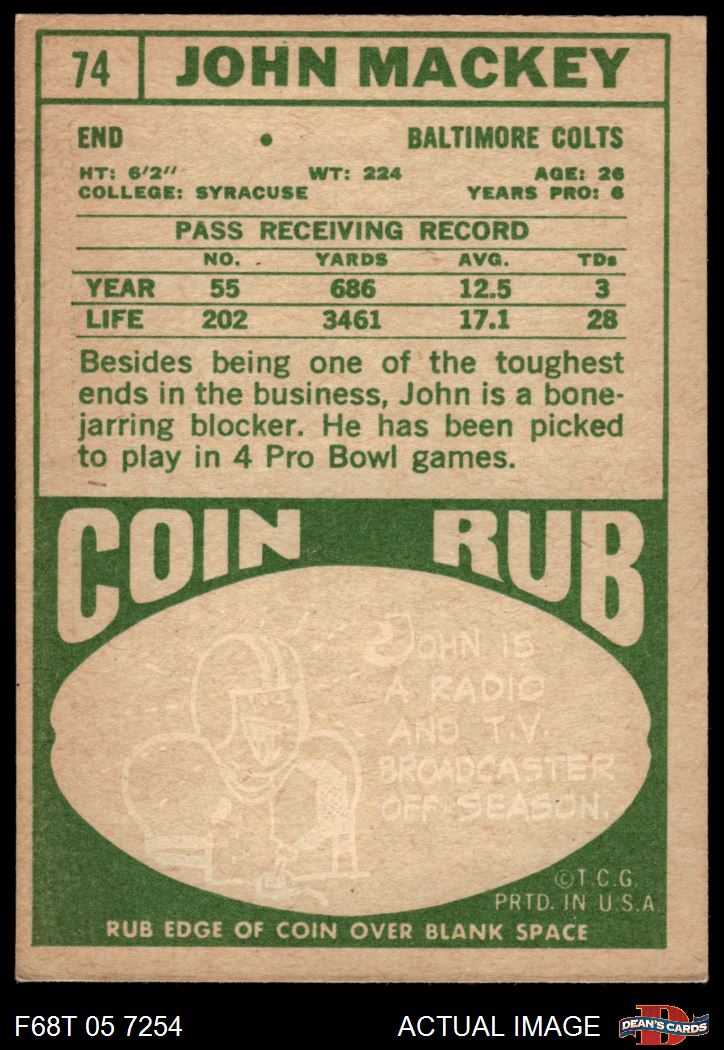 74 JOHN MACKEY
END • BALTIMORE COLTS
HT: 6'2" WT: 224 AGE: 26
COLLEGE: SYRACUSE YEARS PRO: 6
PASS RECEIVING RECORD
NO. YARDS AVG. TDs
YEAR 55 686 12.5 3
LIFE 202 3461 17.1 28
Besides being one of the toughest
ends in the business, John is a bone-
jarring blocker. He has been picked
to play in 4 Pro Bowl games.
COIN RUB
JOHN IS
A RADIO
AND T.V.
BROADCASTER
OFF SEASON.
©T.C.G.
PRTD. IN U.S.A.
RUB EDGE OF COIN OVER BLANK SPACE
F68T 05 7254 ACTUAL IMAGE D DEAN'S CARDS